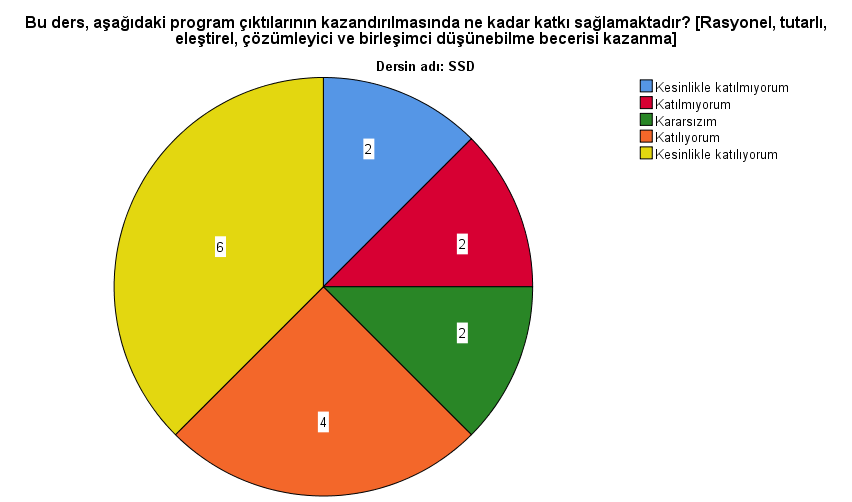 Bu ders, aşağıdaki program çıktılarının kazandırılmasında ne kadar katkı sağlamaktadır? [Rasyonel, tutarlı,
eleştirel, çözümleyici ve birleşimci düşünebilme becerisi kazanma]
Dersin adı: SSD
Kesinlikle katılmıyorum
Katılmıyorum
Kararsızım
Katılıyorum
Kesinlikle katılıyorum
2
2
6
2
4